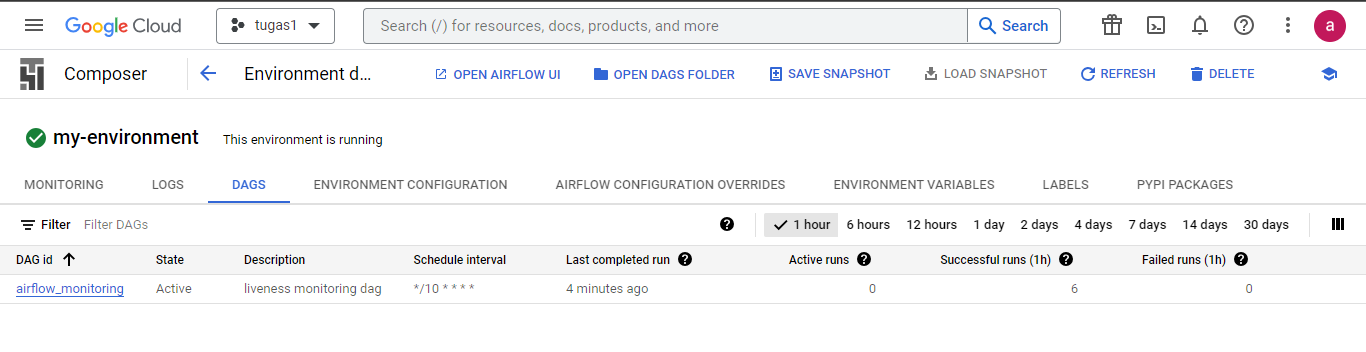 Google Cloud tugas1 Search (/) for resources, docs, products, and more Search a
Composer Environment d... OPEN AIRFLOW UI OPEN DAGS FOLDER SAVE SNAPSHOT LOAD SNAPSHOT REFRESH DELETE
my-environment This environment is running
MONITORING LOGS DAGS ENVIRONMENT CONFIGURATION AIRFLOW CONFIGURATION OVERRIDES ENVIRONMENT VARIABLES LABELS PYPI PACKAGES
Filter Filter DAGs 1 hour 6 hours 12 hours 1 day 2 days 4 days 7 days 14 days 30 days
DAG id State Description Schedule interval Last completed run Active runs Successful runs (1h) Failed runs (1h)
airflow_monitoring Active liveness monitoring dag */10 * * * * 4 minutes ago 0 6 0